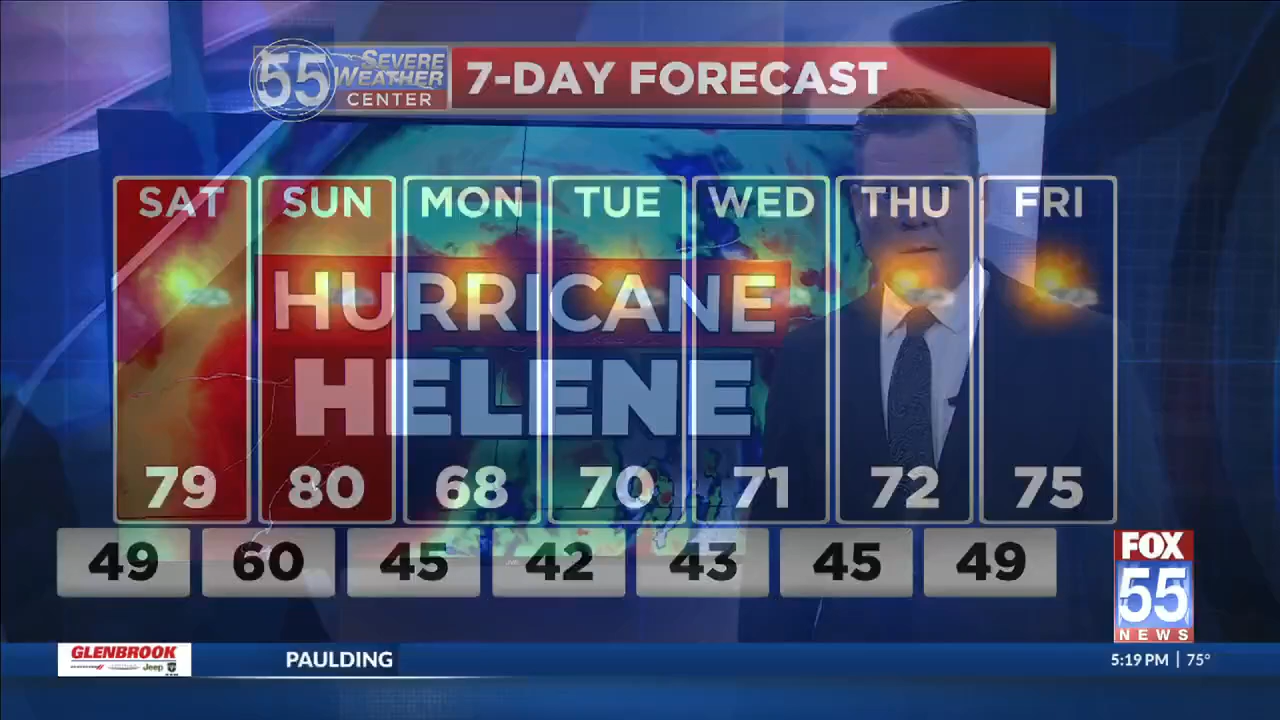 55 SEVERE WEATHER CENTER
7-DAY FORECAST
SAT SUN MON TUE WED THU FRI
HURRICANE
HELENE
79 80 68 70 71 72 75
49 60 45 42 43 45 49
FOX
55
NEWS
GLENBROOK
Jeep
PAULDING
5:19 PM | 75°